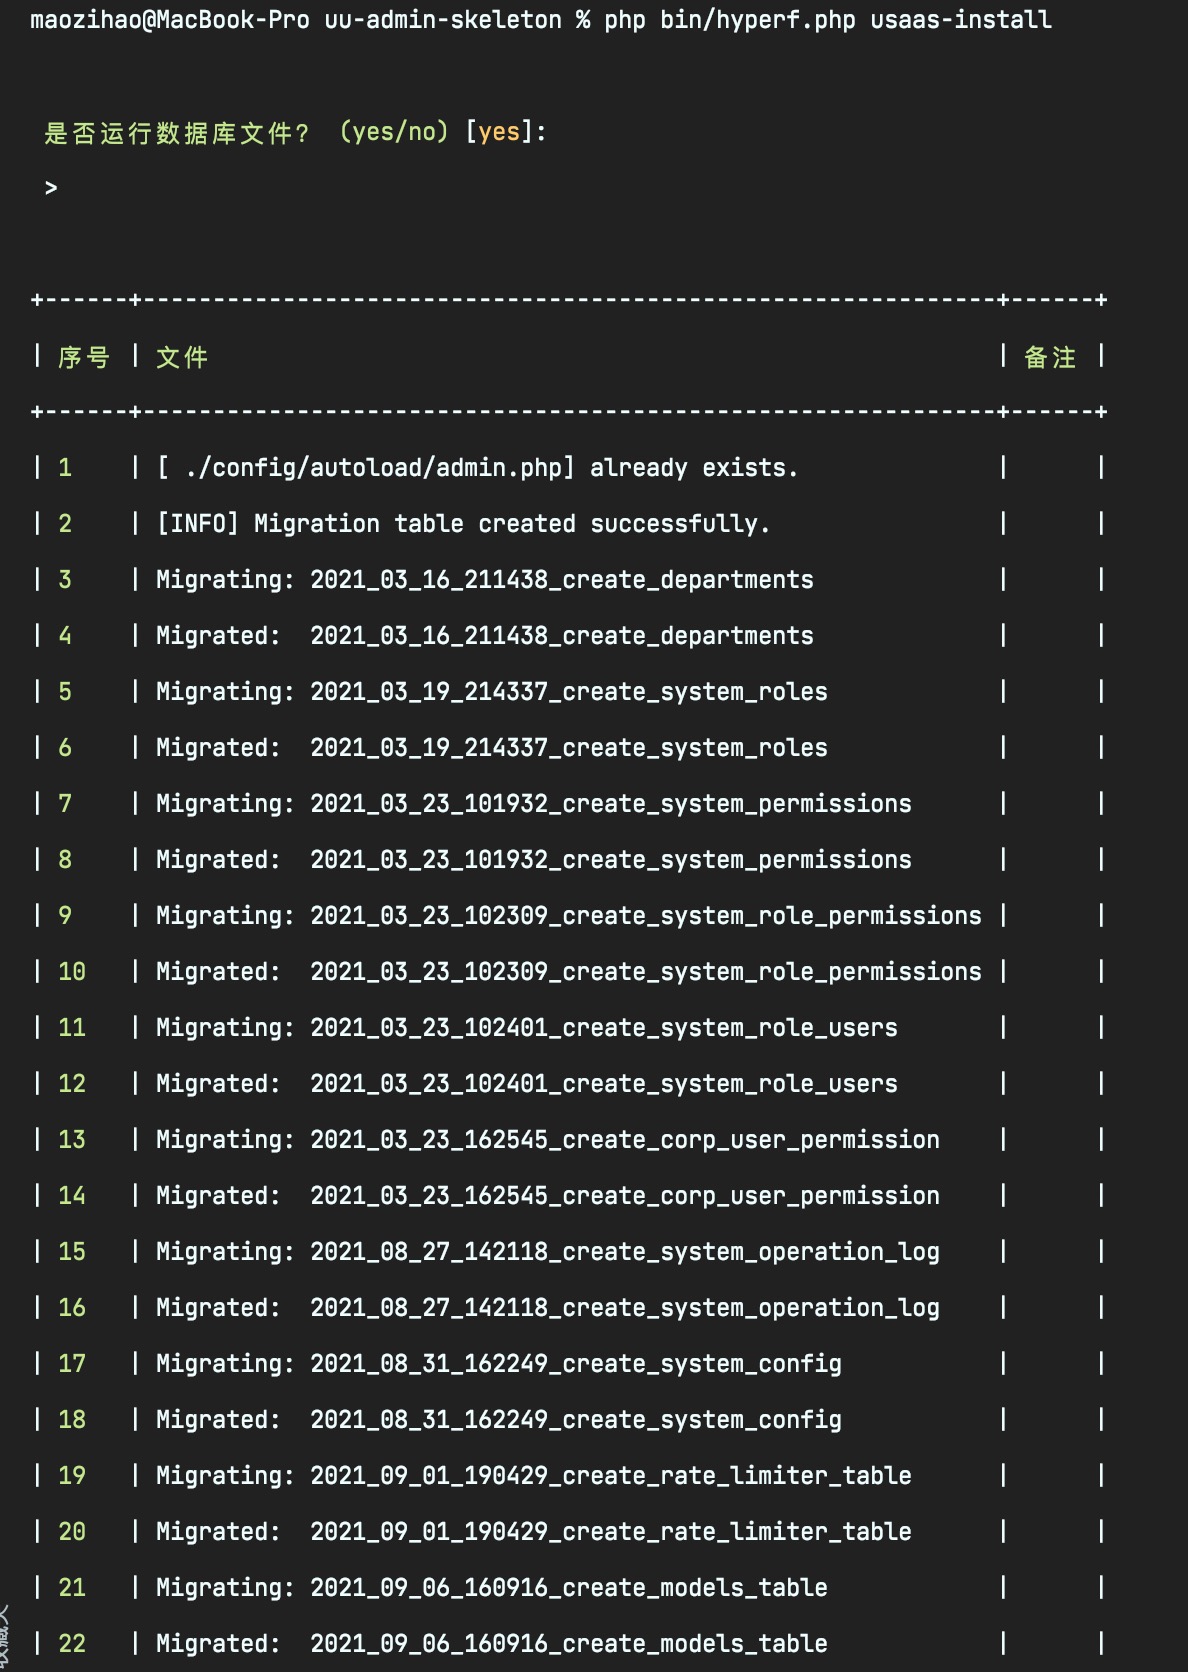 maozihao@MacBook-Pro uu-admin-skeleton % php bin/hyperf.php usaas-install
是否运行数据库文件? (yes/no) [yes]:
>
+------+-------------------------------------------------------------+------+
| 序号 | 文件 | 备注 |
+------+-------------------------------------------------------------+------+
| 1 | [ ./config/autoload/admin.php] already exists. | |
| 2 | [INFO] Migration table created successfully. | |
| 3 | Migrating: 2021_03_16_211438_create_departments | |
| 4 | Migrated:  2021_03_16_211438_create_departments | |
| 5 | Migrating: 2021_03_19_214337_create_system_roles | |
| 6 | Migrated:  2021_03_19_214337_create_system_roles | |
| 7 | Migrating: 2021_03_23_101932_create_system_permissions | |
| 8 | Migrated:  2021_03_23_101932_create_system_permissions | |
| 9 | Migrating: 2021_03_23_102309_create_system_role_permissions | |
| 10 | Migrated:  2021_03_23_102309_create_system_role_permissions | |
| 11 | Migrating: 2021_03_23_102401_create_system_role_users | |
| 12 | Migrated:  2021_03_23_102401_create_system_role_users | |
| 13 | Migrating: 2021_03_23_162545_create_corp_user_permission | |
| 14 | Migrated:  2021_03_23_162545_create_corp_user_permission | |
| 15 | Migrating: 2021_08_27_142118_create_system_operation_log | |
| 16 | Migrated:  2021_08_27_142118_create_system_operation_log | |
| 17 | Migrating: 2021_08_31_162249_create_system_config | |
| 18 | Migrated:  2021_08_31_162249_create_system_config | |
| 19 | Migrating: 2021_09_01_190429_create_rate_limiter_table | |
| 20 | Migrated:  2021_09_01_190429_create_rate_limiter_table | |
| 21 | Migrating: 2021_09_06_160916_create_models_table | |
| 22 | Migrated:  2021_09_06_160916_create_models_table | |